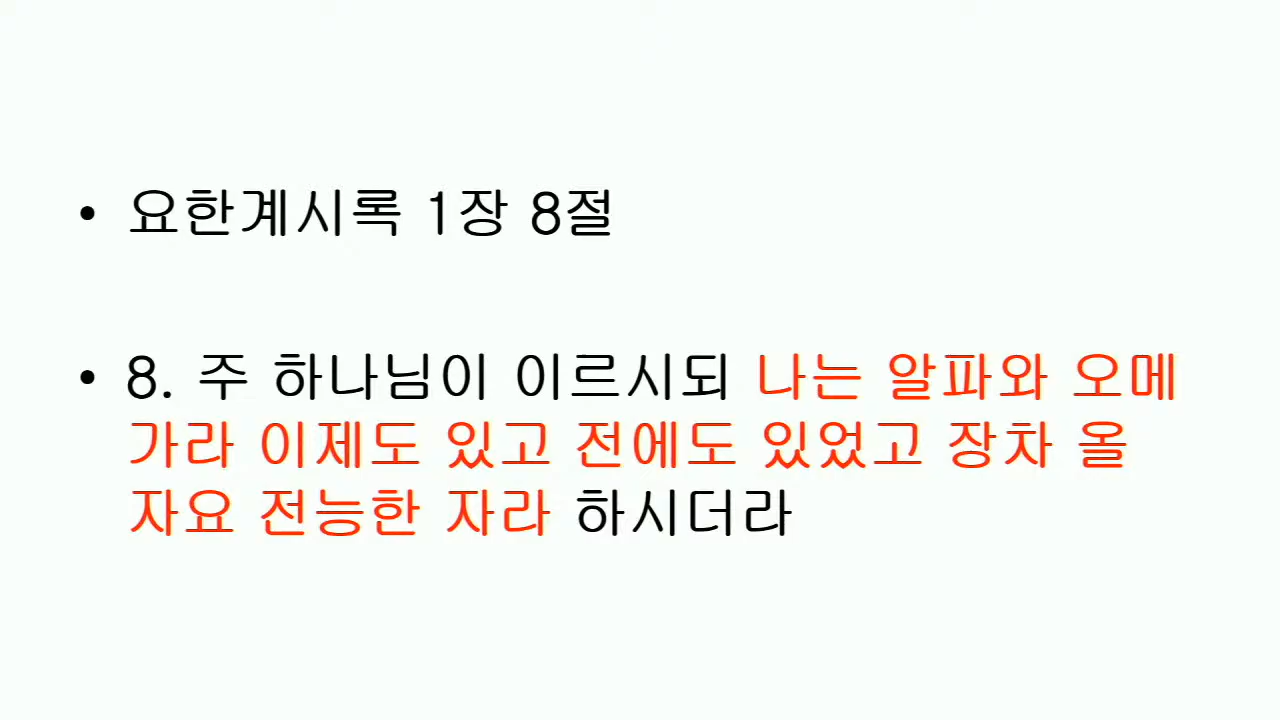 • 요한계시록 1장 8절
• 8. 주 하나님이 이르시되 나는 알파와 오메
가라 이제도 있고 전에도 있었고 장차 올
자요 전능한 자라 하시더라